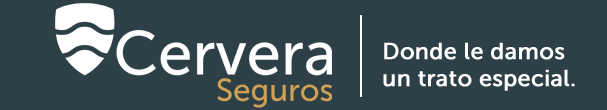 Cervera
Seguros
Donde le damos
un trato especial.